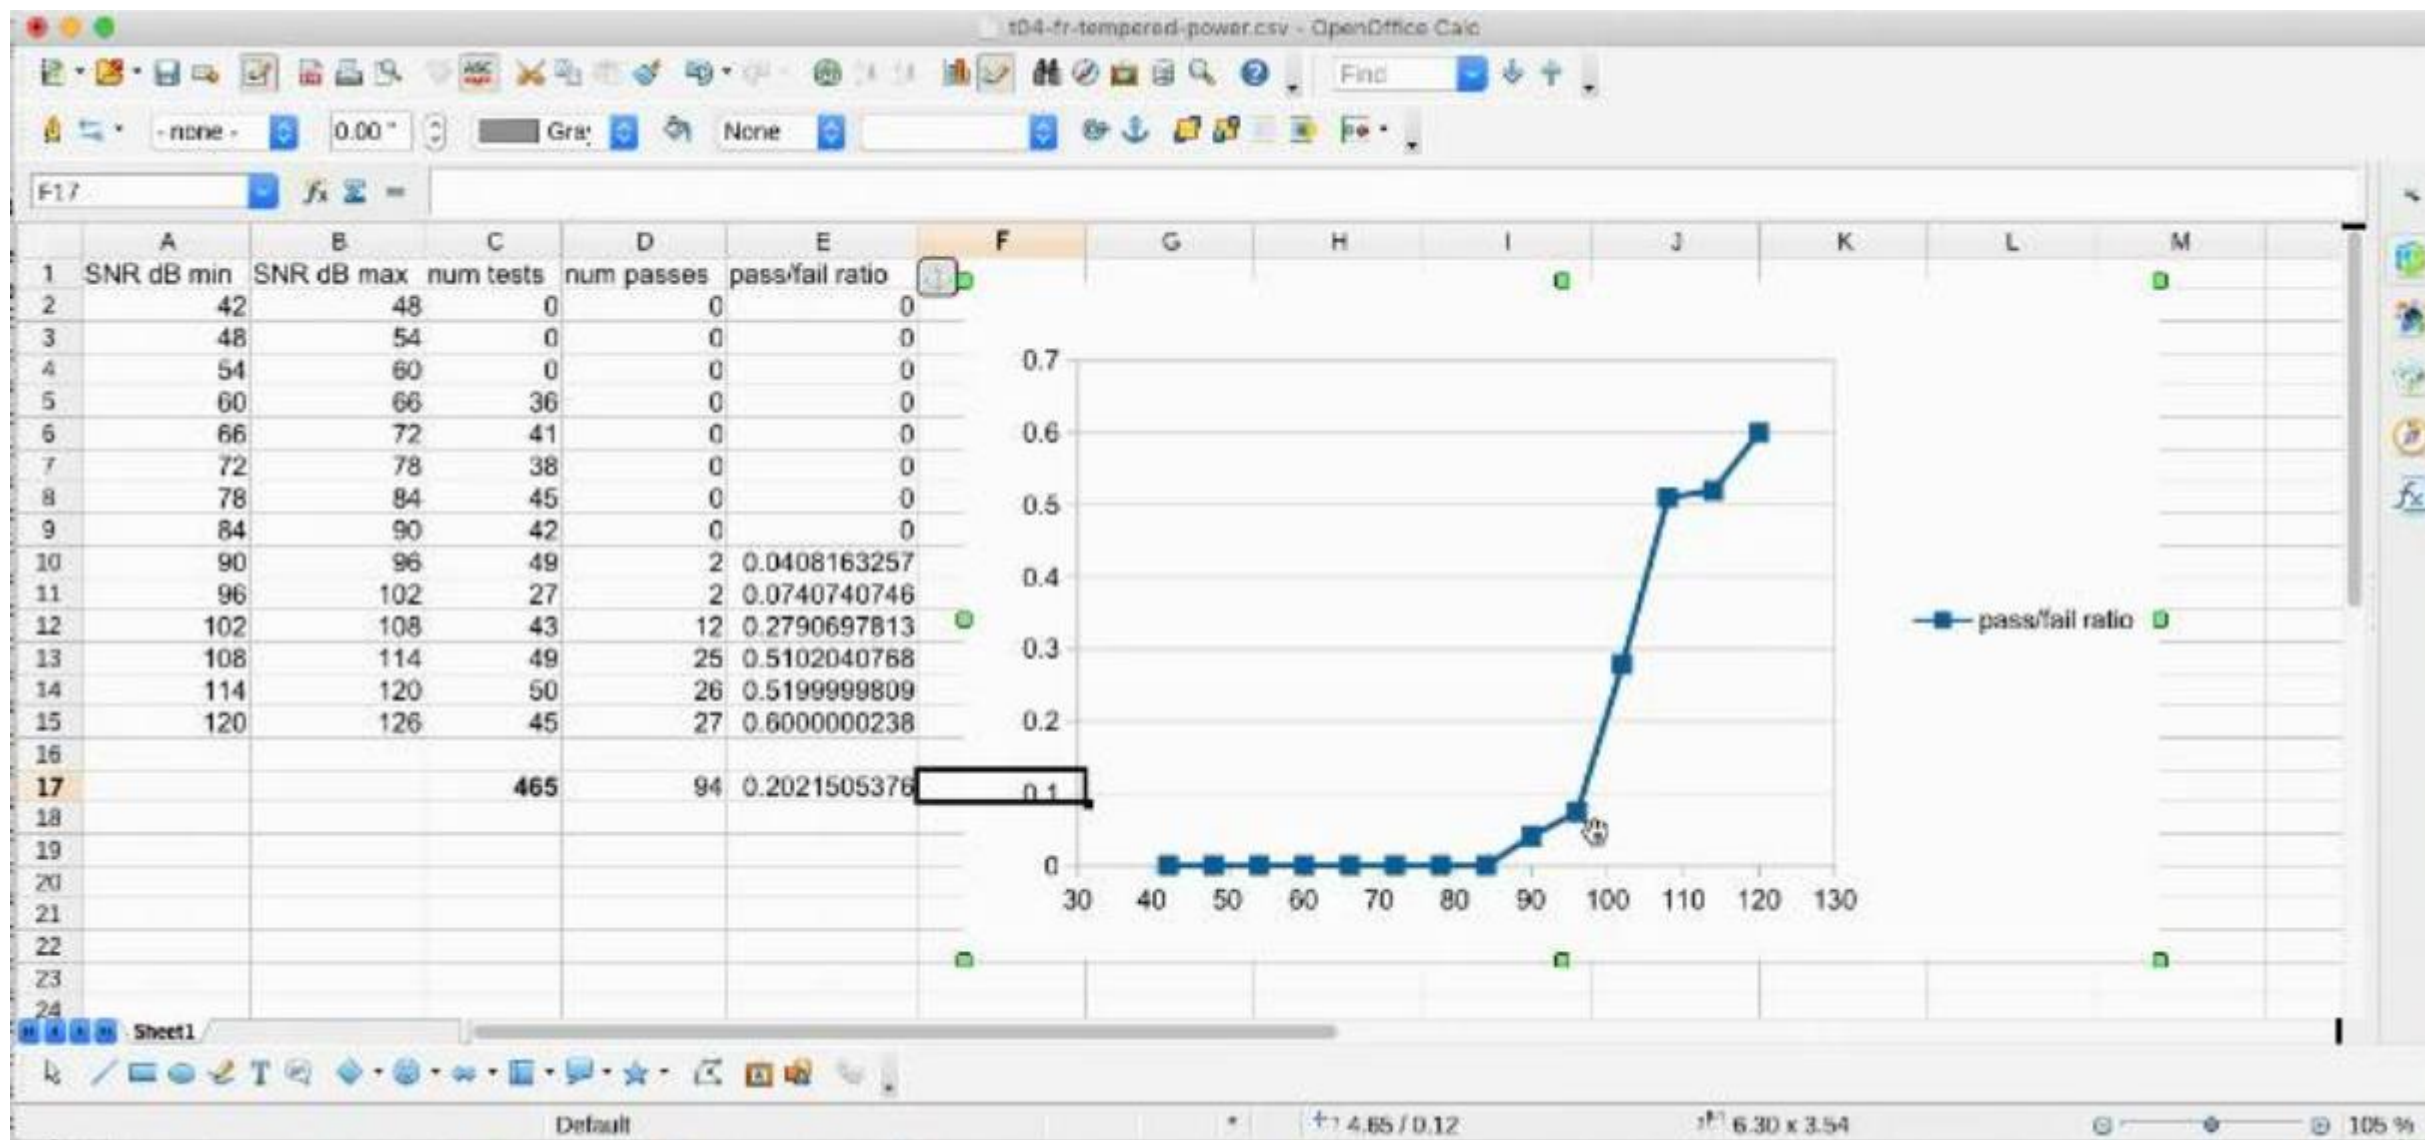 t04-fr-tempered-power.csv - OpenOffice Calc
ABC Find
- none - 0.00 " Gray None
F17 fx Σ =
A B C D E F G H I J K L M
1 SNR dB min SNR dB max num tests num passes pass/fail ratio
2 42 48 0 0 0
3 48 54 0 0 0
4 54 60 0 0 0
5 60 66 36 0 0
6 66 72 41 0 0
7 72 78 38 0 0
8 78 84 45 0 0
9 84 90 42 0 0
10 90 96 49 2 0.0408163257
11 96 102 27 2 0.0740740746
12 102 108 43 12 0.2790697813
13 108 114 49 25 0.5102040768
14 114 120 50 26 0.5199999809
15 120 126 45 27 0.6000000238
16
17 465 94 0.2021505376
18
19
20
21
22
23
24
0.7
0.6
0.5
0.4
0.3
0.2
0.1
0
30 40 50 60 70 80 90 100 110 120 130
pass/fail ratio
Sheet1
T
Default * 4.65 / 0.12 6.30 x 3.54 105 %